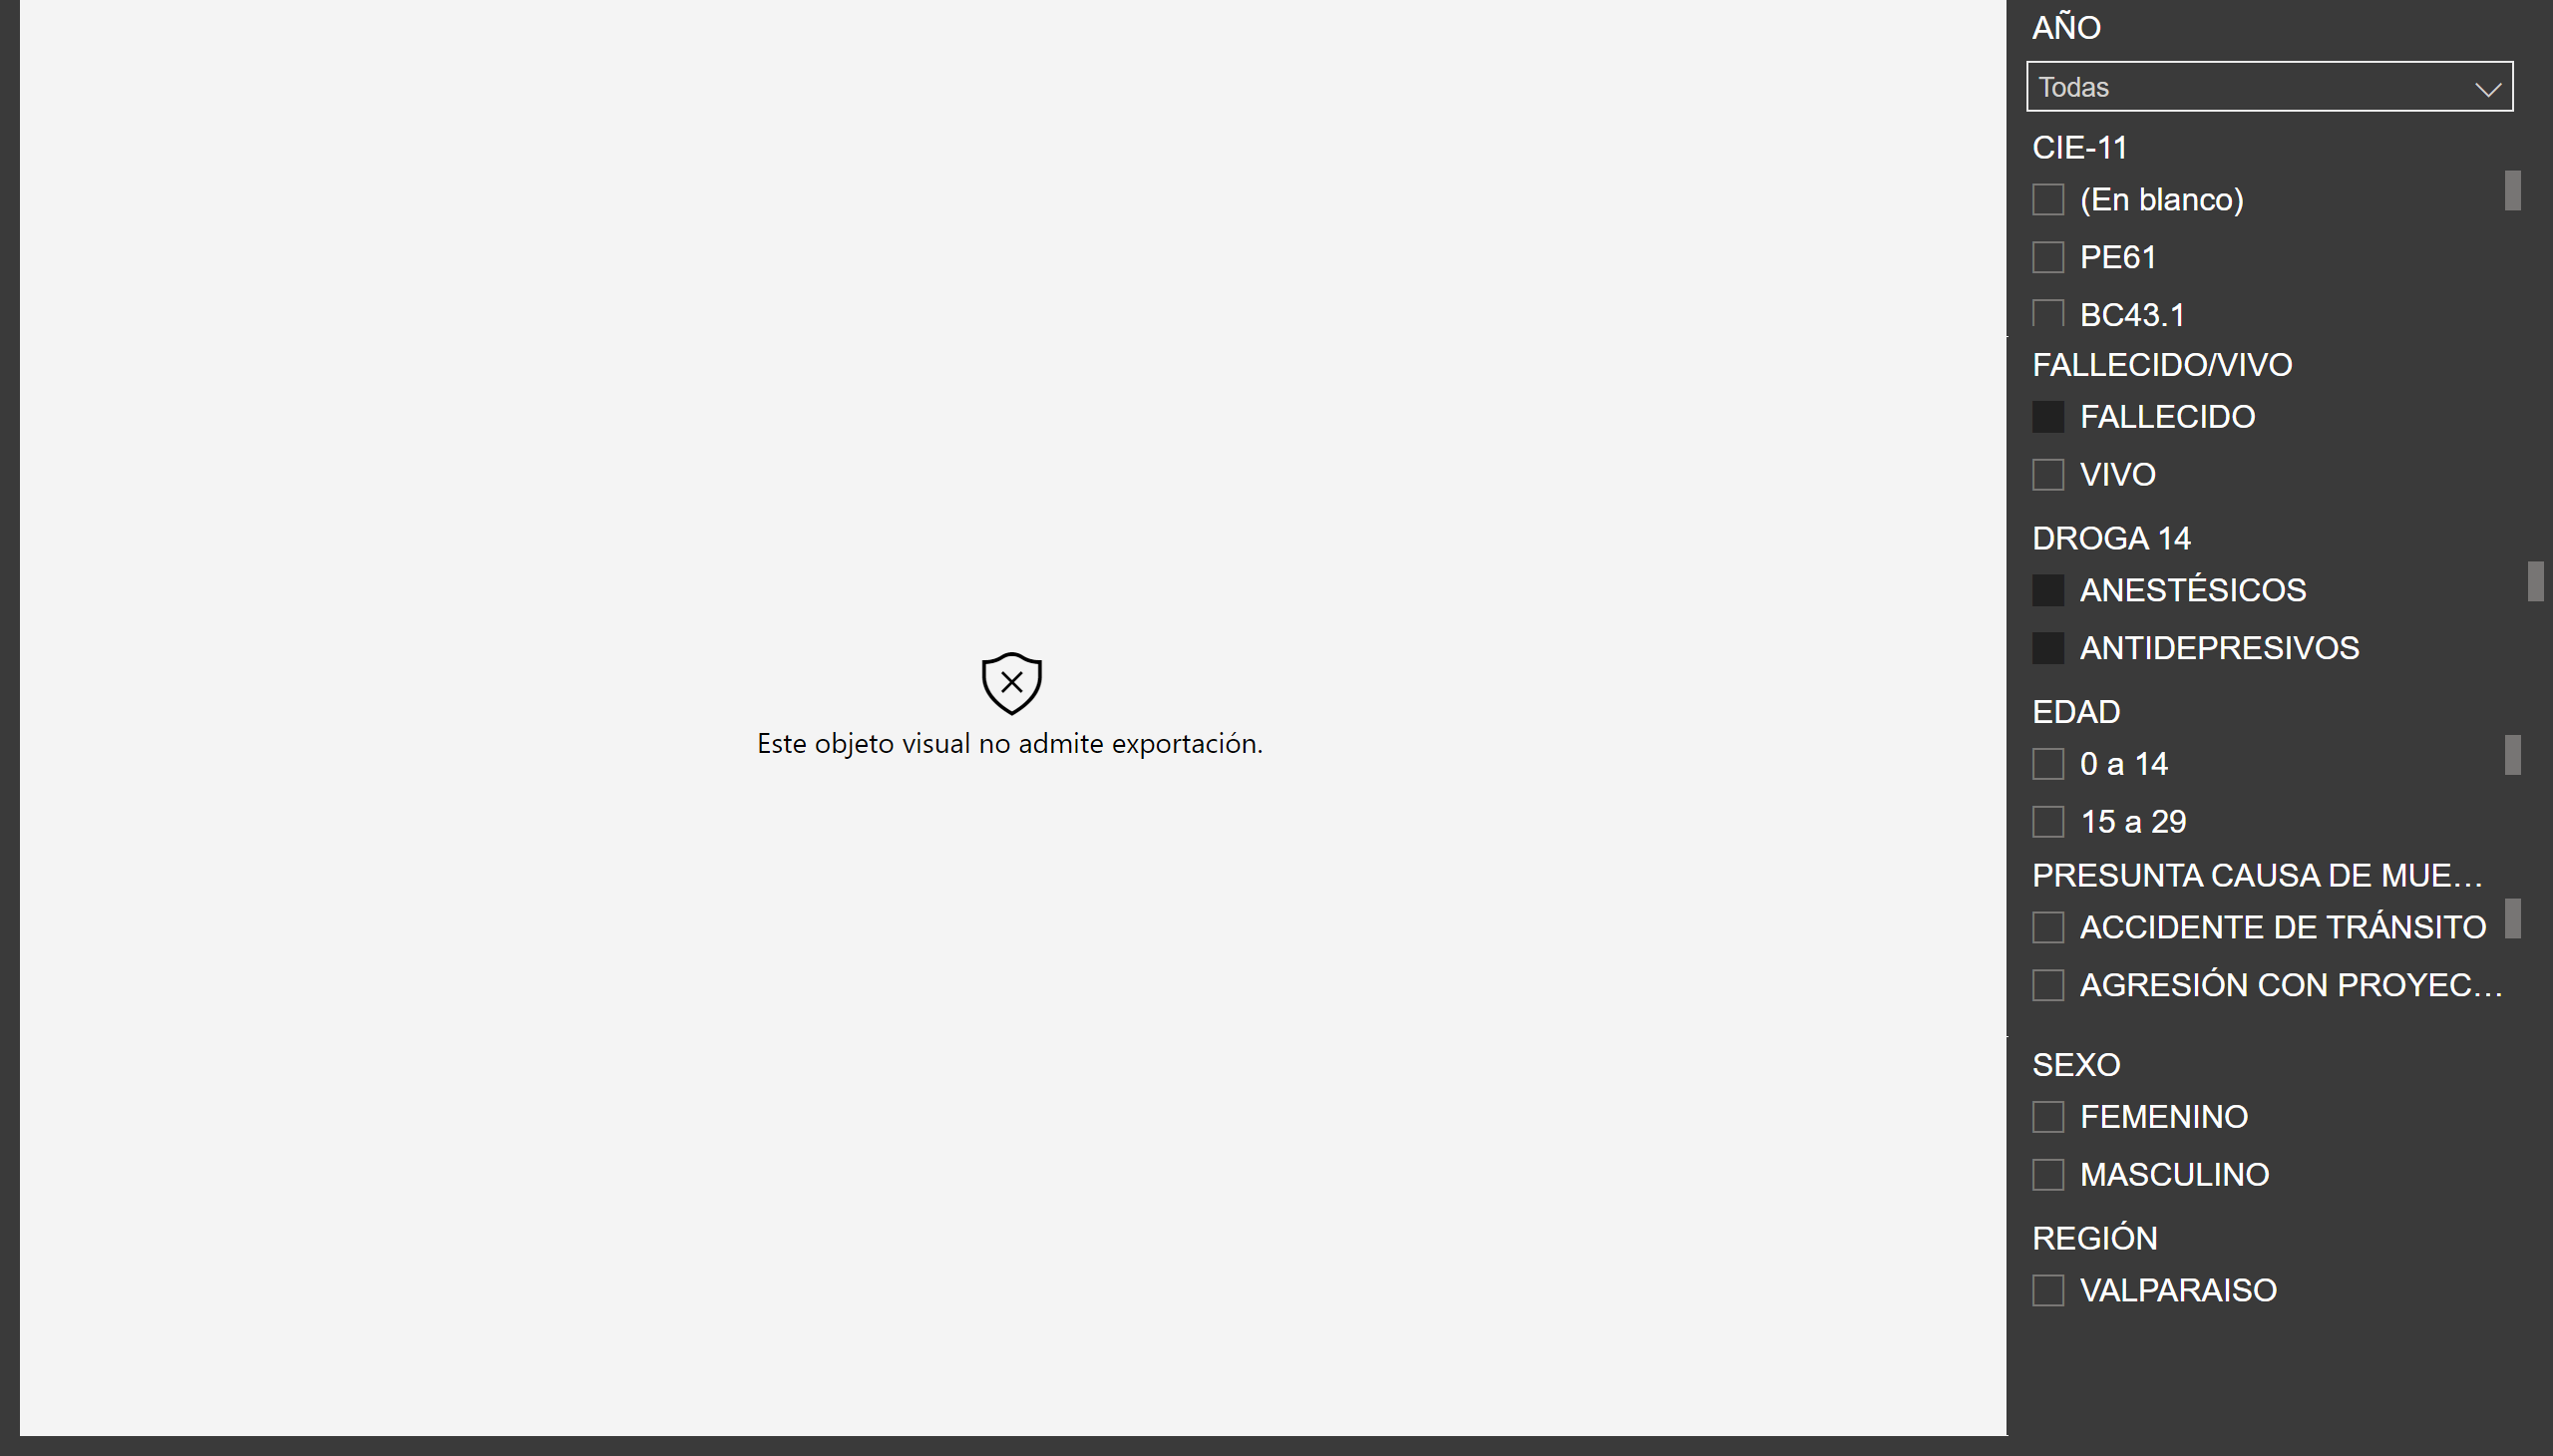 Este objeto visual no admite exportación.
AÑO
Todas
CIE-11
(En blanco)
PE61
BC43.1
FALLECIDO/VIVO
FALLECIDO
VIVO
DROGA 14
ANESTÉSICOS
ANTIDEPRESIVOS
EDAD
0 a 14
15 a 29
PRESUNTA CAUSA DE MUE...
ACCIDENTE DE TRÁNSITO
AGRESIÓN CON PROYEC...
SEXO
FEMENINO
MASCULINO
REGIÓN
VALPARAISO